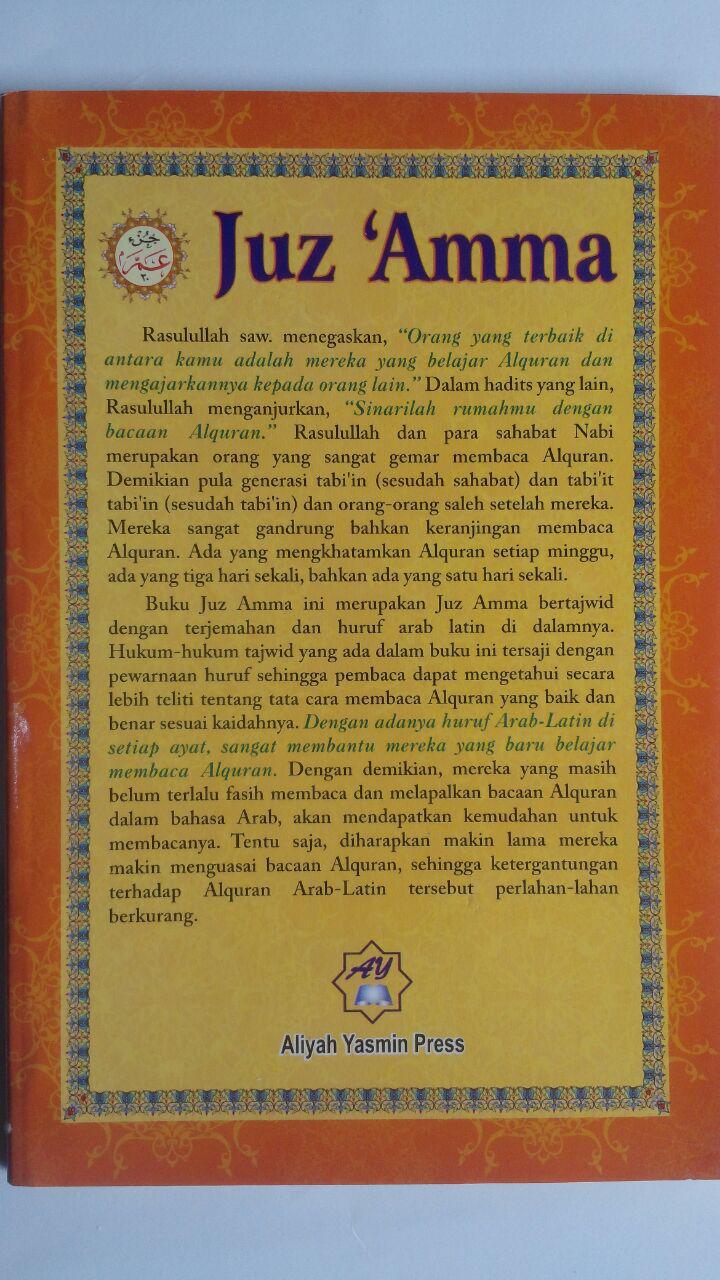 جزء
عم
٣٠
Juz ‘Amma
Rasulullah saw. menegaskan, “Orang yang terbaik di
antara kamu adalah mereka yang belajar Alquran dan
mengajarkannya kepada orang lain.” Dalam hadits yang lain,
Rasulullah menganjurkan, “Sinarilah rumahmu dengan
bacaan Alquran.” Rasulullah dan para sahabat Nabi
merupakan orang yang sangat gemar membaca Alquran.
Demikian pula generasi tabi'in (sesudah sahabat) dan tabi'it
tabi'in (sesudah tabi'in) dan orang-orang saleh setelah mereka.
Mereka sangat gandrung bahkan keranjingan membaca
Alquran. Ada yang mengkhatamkan Alquran setiap minggu,
ada yang tiga hari sekali, bahkan ada yang satu hari sekali.
Buku Juz Amma ini merupakan Juz Amma bertajwid
dengan terjemahan dan huruf arab latin di dalamnya.
Hukum-hukum tajwid yang ada dalam buku ini tersaji dengan
pewarnaan huruf sehingga pembaca dapat mengetahui secara
lebih teliti tentang tata cara membaca Alquran yang baik dan
benar sesuai kaidahnya. Dengan adanya huruf Arab-Latin di
setiap ayat, sangat membantu mereka yang baru belajar
membaca Alquran. Dengan demikian, mereka yang masih
belum terlalu fasih membaca dan melapalkan bacaan Alquran
dalam bahasa Arab, akan mendapatkan kemudahan untuk
membacanya. Tentu saja, diharapkan makin lama mereka
makin menguasai bacaan Alquran, sehingga ketergantungan
terhadap Alquran Arab-Latin tersebut perlahan-lahan
berkurang.
AY
Aliyah Yasmin Press